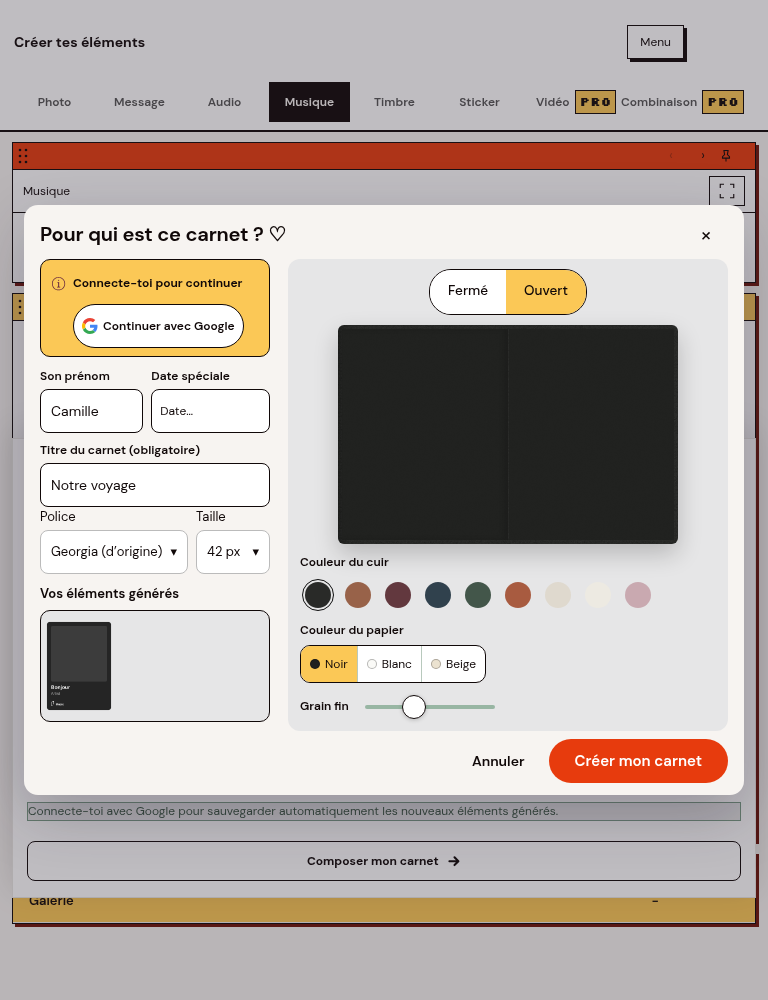 Créer tes éléments
Menu
Photo
Message
Audio
Musique
Timbre
Sticker
Vidéo
PRO
Combinaison
PRO
Musique
Pour qui est ce carnet ? ♡
×
Connecte-toi pour continuer
Continuer avec Google
Fermé
Ouvert
Son prénom
Date spéciale
Camille
Date...
Titre du carnet (obligatoire)
Notre voyage
Police
Taille
Georgia (d’origine)
42 px
Couleur du cuir
Vos éléments générés
Bonjour
Couleur du papier
Noir
Blanc
Beige
Grain fin
Annuler
Créer mon carnet
Connecte-toi avec Google pour sauvegarder automatiquement les nouveaux éléments générés.
Composer mon carnet →
Galerie
–